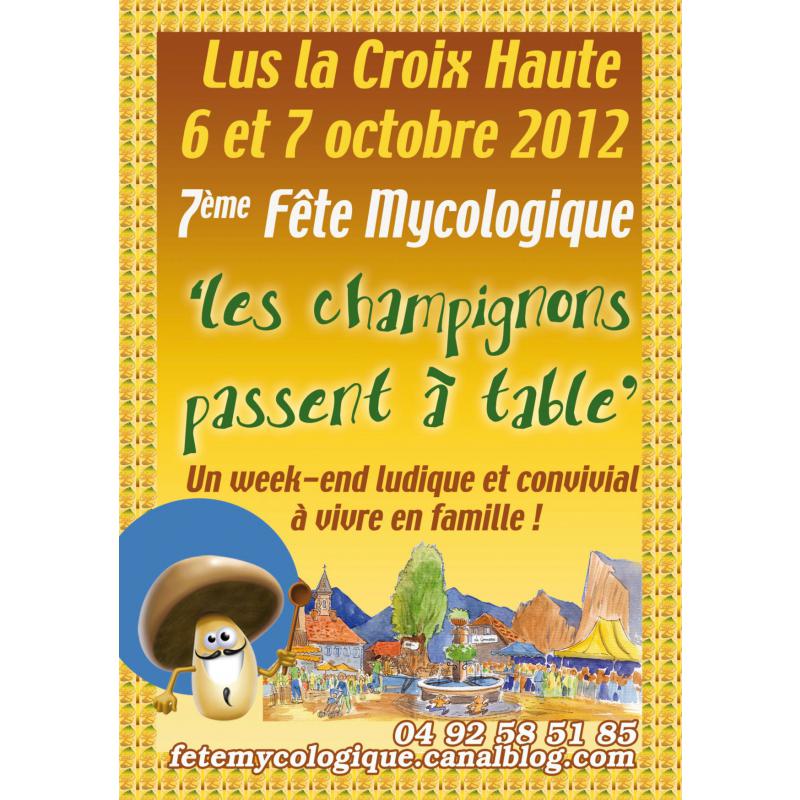 Lus la Croix Haute
6 et 7 octobre 2012
7ème Fête Mycologique
'les champignons
passent à table'
Un week-end ludique et convivial
à vivre en famille !
04 92 58 51 85
fetemycologique.canalblog.com